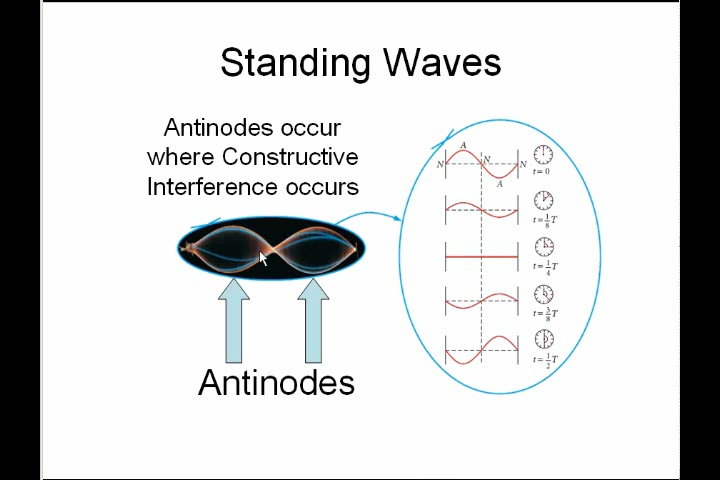 Standing Waves
Antinodes occur
where Constructive
Interference occurs
Antinodes
A
N
N
N
A
t = 0
t = 1/8 T
t = 1/4 T
t = 3/8 T
t = 1/2 T